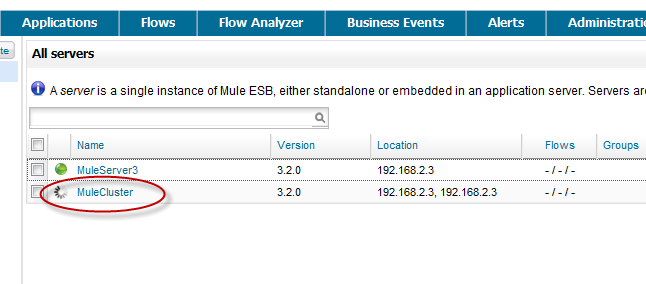 Applications Flows Flow Analyzer Business Events Alerts
te
All servers
A server is a single instance of Mule ESB, either standalone or embedded in an application server. Servers are
Name Version Location Flows Groups
MuleServer3 3.2.0 192.168.2.3 - / - / -
MuleCluster 3.2.0 192.168.2.3, 192.168.2.3 - / - / -